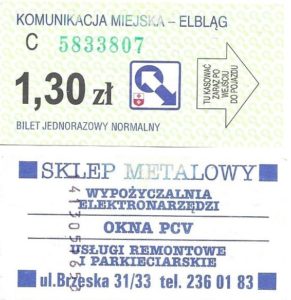 KOMUNIKACJA MIEJSKA – ELBLĄG
C 5833807
1,30 zł
TU KASOWAĆ
ZARAZ PO
WEJŚCIU
DO POJAZDU
BILET JEDNORAZOWY NORMALNY
SKLEP METALOWY
WYPOŻYCZALNIA
ELEKTRONARZĘDZI
OKNA PCV
USŁUGI REMONTOWE
I PARKIECIARSKIE
ul.Brzeska 31/33 tel. 236 01 83